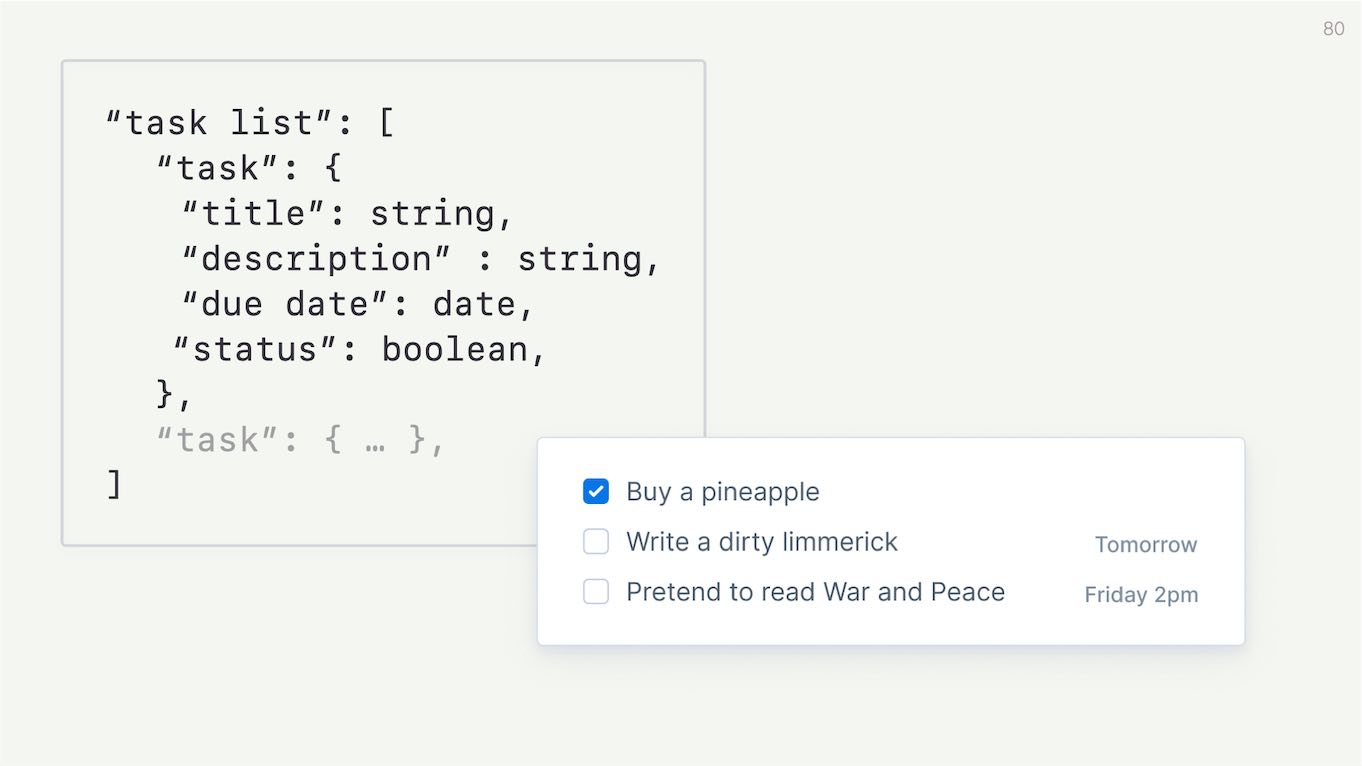 80
“task list”: [
“task”: {
“title”: string,
“description” : string,
“due date”: date,
“status”: boolean,
},
“task”: { … },
]
Buy a pineapple
Write a dirty limmerick Tomorrow
Pretend to read War and Peace Friday 2pm